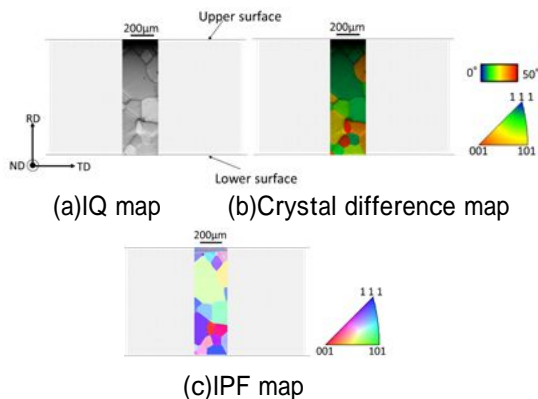 200μm
Upper surface
200μm
0°
50°
1 1 1
001
101
RD
ND
TD
Lower surface
(a)IQ map
(b)Crystal difference map
200μm
1 1 1
001
101
(c)IPF map